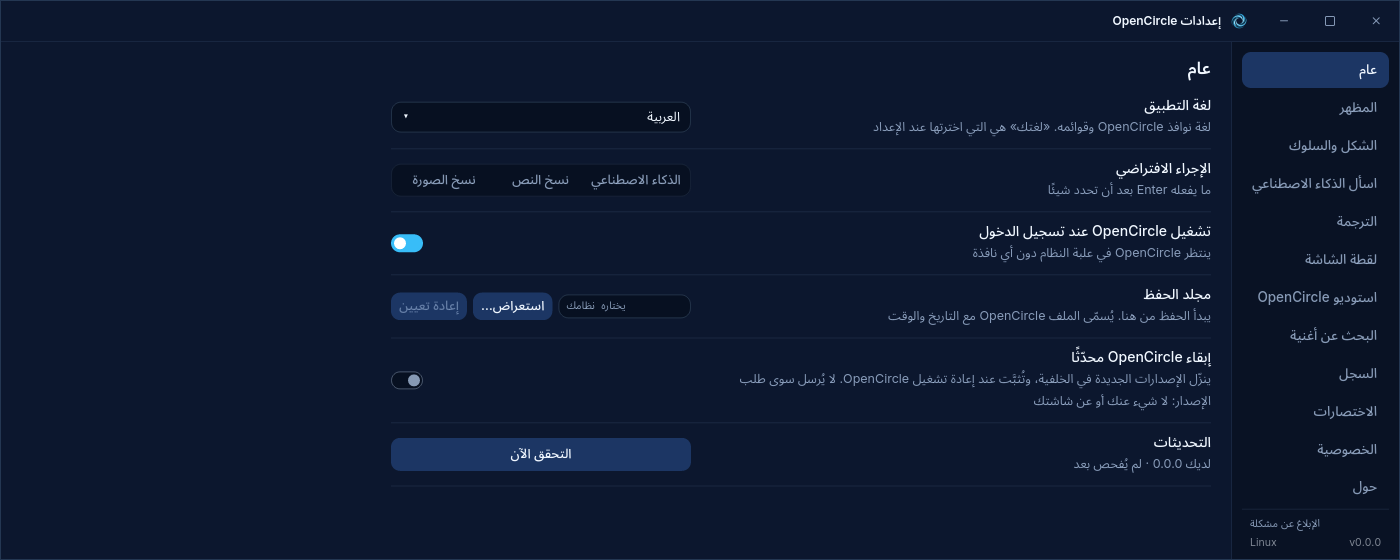 إعدادات OpenCircle
عام
المظهر
الشكل والسلوك
اسأل الذكاء الاصطناعي
الترجمة
لقطة الشاشة
استوديو OpenCircle
البحث عن أغنية
السجل
الاختصارات
الخصوصية
حول
الإبلاغ عن مشكلة
v0.0.0 Linux
عام
لغة التطبيق
لغة نوافذ OpenCircle وقوائمه. «لغتك» هي التي اخترتها عند الإعداد
العربية
الإجراء الافتراضي
ما يفعله Enter بعد أن تحدد شيئًا
الذكاء الاصطناعي نسخ النص نسخ الصورة
تشغيل OpenCircle عند تسجيل الدخول
ينتظر OpenCircle في علبة النظام دون أي نافذة
مجلد الحفظ
يبدأ الحفظ من هنا. يُسمّى الملف OpenCircle مع التاريخ والوقت
يختاره نظامك استعراض... إعادة تعيين
إبقاء OpenCircle محدّثًا
ينزّل الإصدارات الجديدة في الخلفية، وتُثبَّت عند إعادة تشغيل OpenCircle. لا يُرسل سوى طلب
الإصدار: لا شيء عنك أو عن شاشتك
التحديثات
لديك 0.0.0 · لم يُفحص بعد
التحقق الآن